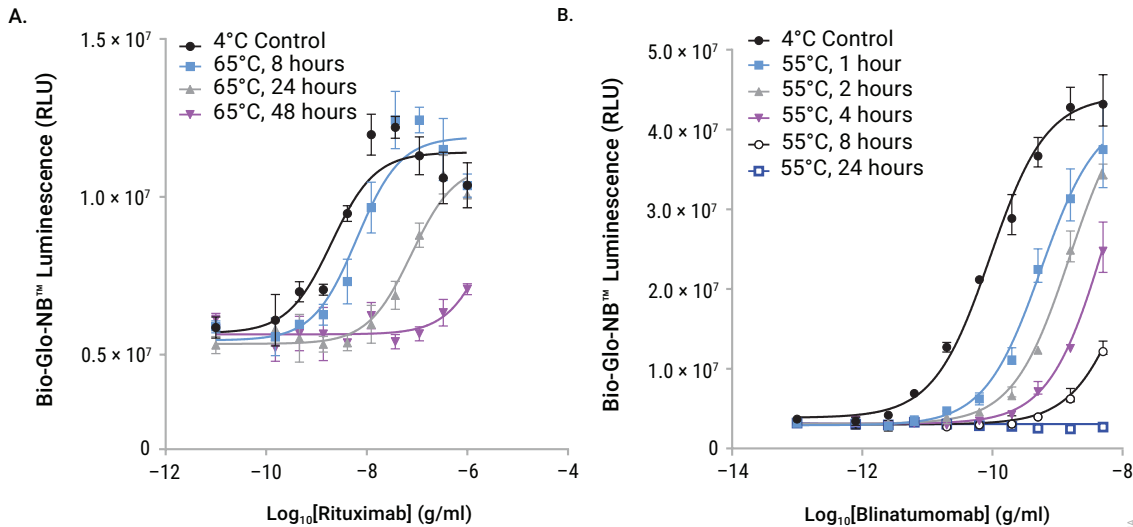 A.
Bio-Glo-NB™ Luminescence (RLU)
1.5 × 10⁷
1.0 × 10⁷
0.5 × 10⁷
0
4°C Control
65°C, 8 hours
65°C, 24 hours
65°C, 48 hours
−12
−10
−8
−6
−4
Log₁₀[Rituximab] (g/ml)
B.
Bio-Glo-NB™ Luminescence (RLU)
5.0 × 10⁷
4.0 × 10⁷
3.0 × 10⁷
2.0 × 10⁷
1.0 × 10⁷
0
4°C Control
55°C, 1 hour
55°C, 2 hours
55°C, 4 hours
55°C, 8 hours
55°C, 24 hours
−14
−12
−10
−8
Log₁₀[Blinatumomab] (g/ml)